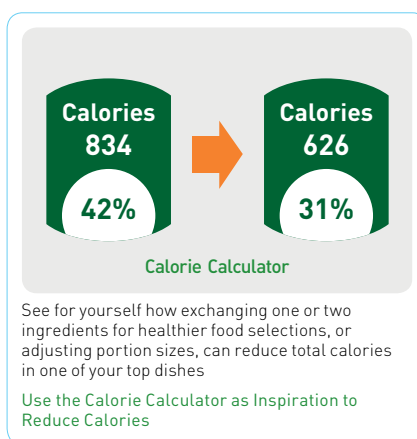 Calories
834
42%
Calories
626
31%
Calorie Calculator
See for yourself how exchanging one or two
ingredients for healthier food selections, or
adjusting portion sizes, can reduce total calories
in one of your top dishes
Use the Calorie Calculator as Inspiration to
Reduce Calories